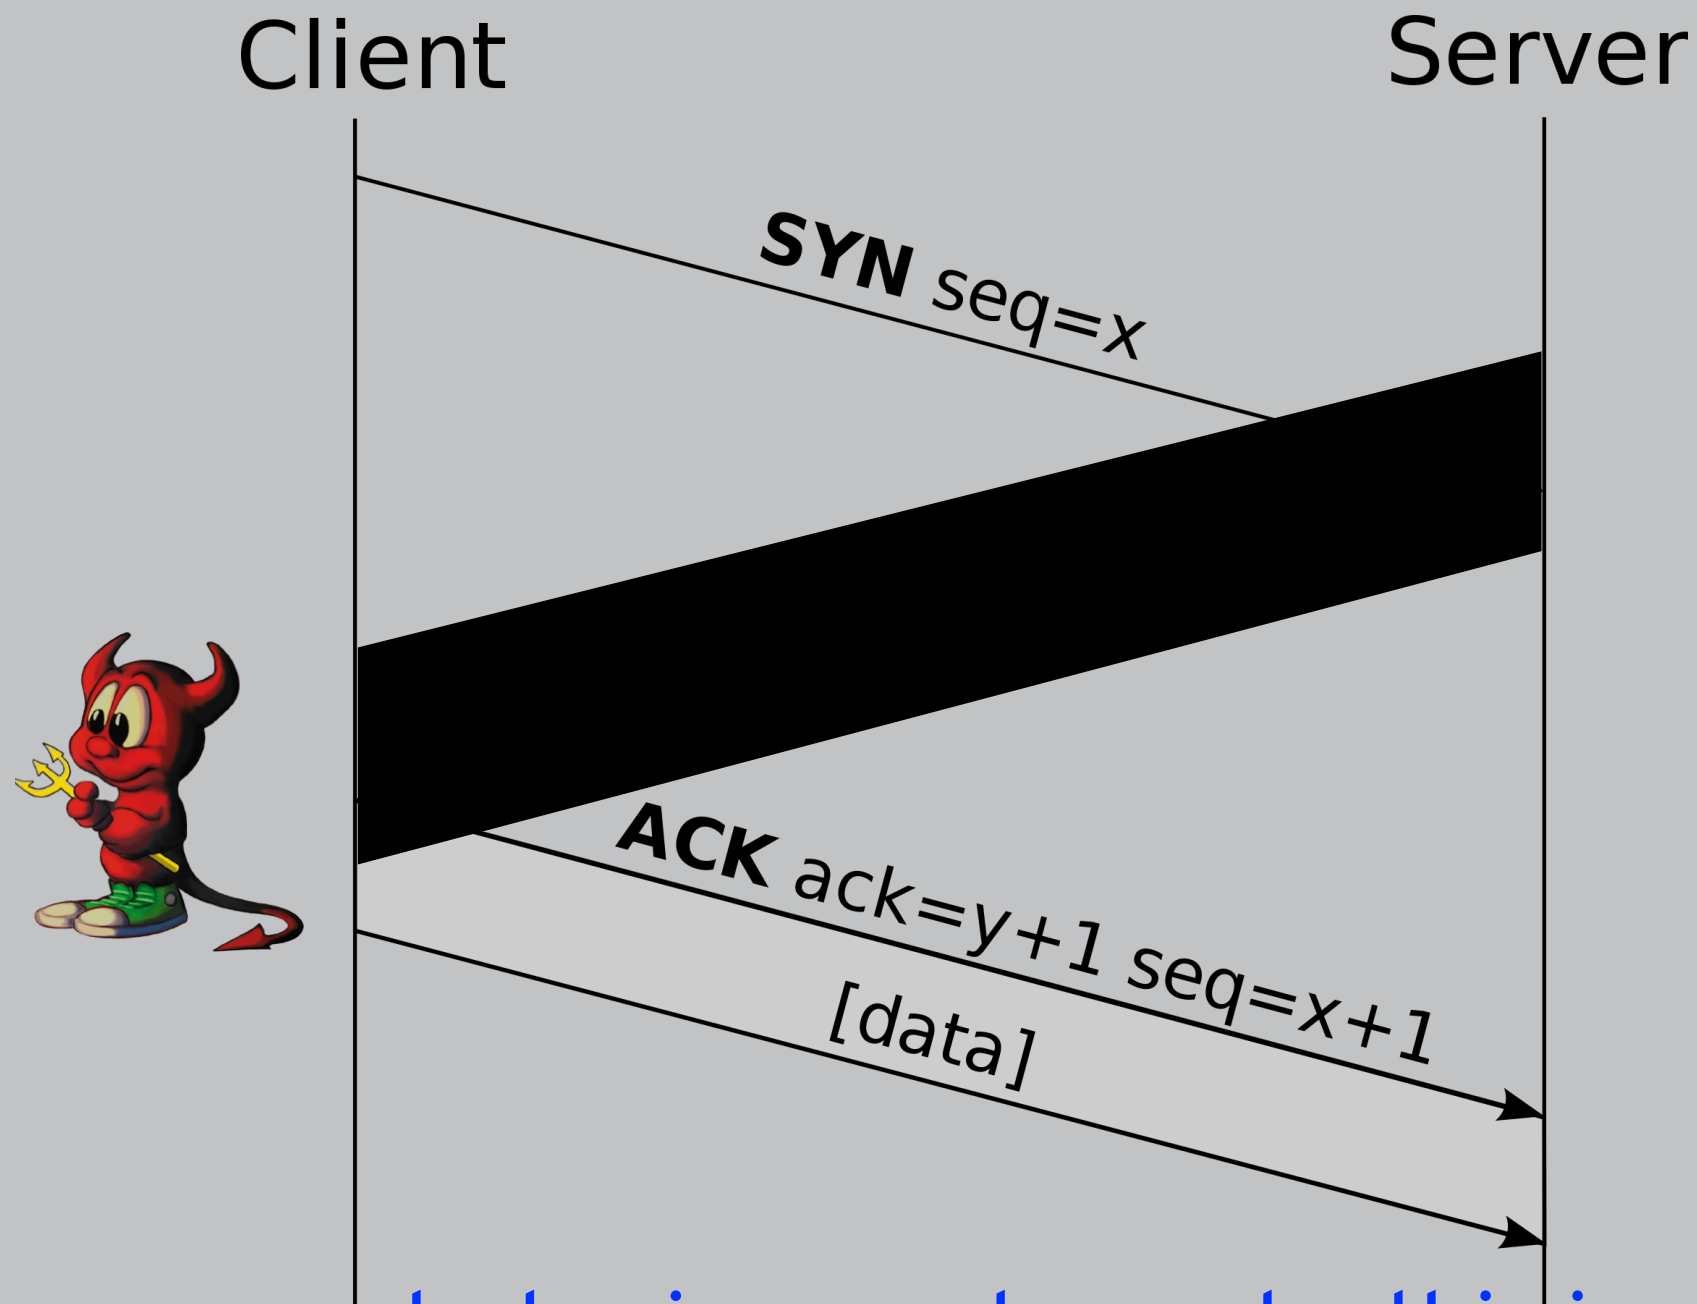 Client
Server
SYN seq=x
ACK ack=y+1 seq=x+1
[data]